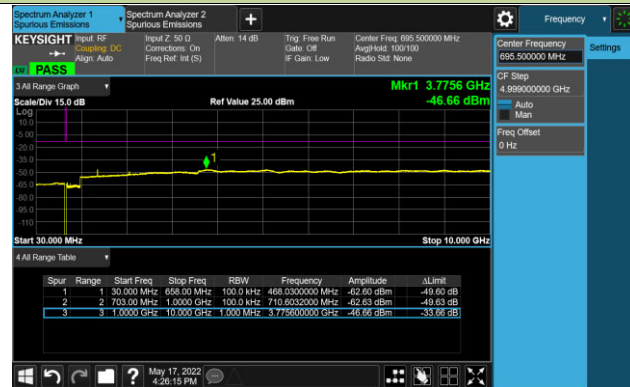 Spectrum Analyzer 1
Spurious Emissions
Spectrum Analyzer 2
Spurious Emissions
+
Frequency
KEYSIGHT
Input: RF
Coupling: DC
Align: Auto
Input Z: 50 Ω
Corrections: On
Freq Ref: Int (S)
Atten: 14 dB
Trig: Free Run
Gate: Off
IF Gain: Low
Center Freq: 695.500000 MHz
Avg|Hold: 100/100
Radio Std: None
PASS
Center Frequency
695.500000 MHz
Settings
CF Step
4.999000000 GHz
Auto
Man
Freq Offset
0 Hz
3 All Range Graph
Mkr1 3.7756 GHz
Scale/Div 15.0 dB
Ref Value 25.00 dBm
-46.66 dBm
Log
10.0
-5.00
-20.0
-35.0
-50.0
-65.0
-80.0
-95.0
-110
1
Start 30.000 MHz
Stop 10.000 GHz
4 All Range Table
Spur Range Start Freq Stop Freq RBW Frequency Amplitude ΔLimit
1 1 30.000 MHz 658.00 MHz 100.0 kHz 468.0300000 MHz -62.60 dBm -49.60 dB
2 2 703.00 MHz 1.0000 GHz 100.0 kHz 710.6032000 MHz -62.63 dBm -49.63 dB
3 3 1.0000 GHz 10.000 GHz 1.000 MHz 3.775600000 GHz -46.66 dBm -33.66 dB
?
May 17, 2022
4:26:15 PM